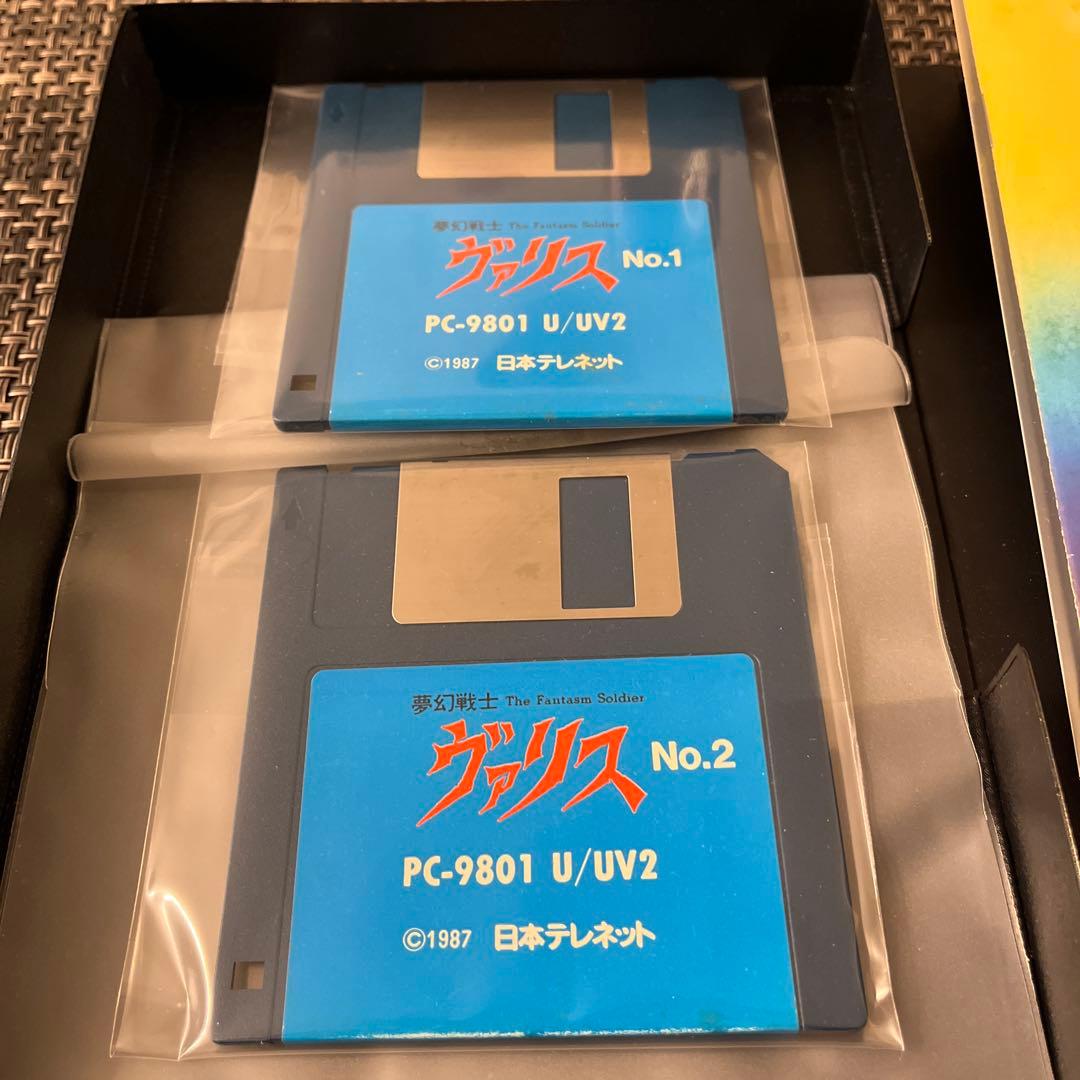 夢幻戦士 The Fantasm Soldier
ヴァリス No.1
PC-9801 U/UV2
©1987 日本テレネット
夢幻戦士 The Fantasm Soldier
ヴァリス No.2
PC-9801 U/UV2
©1987 日本テレネット